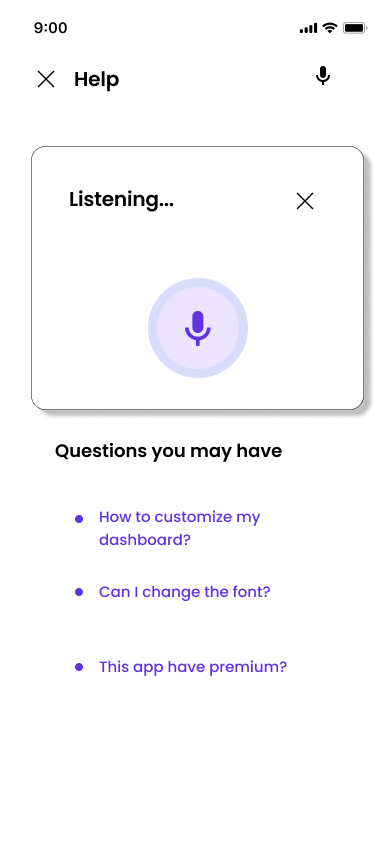 9:00
Help
Listening...
Questions you may have
How to customize my
dashboard?
Can I change the font?
This app have premium?